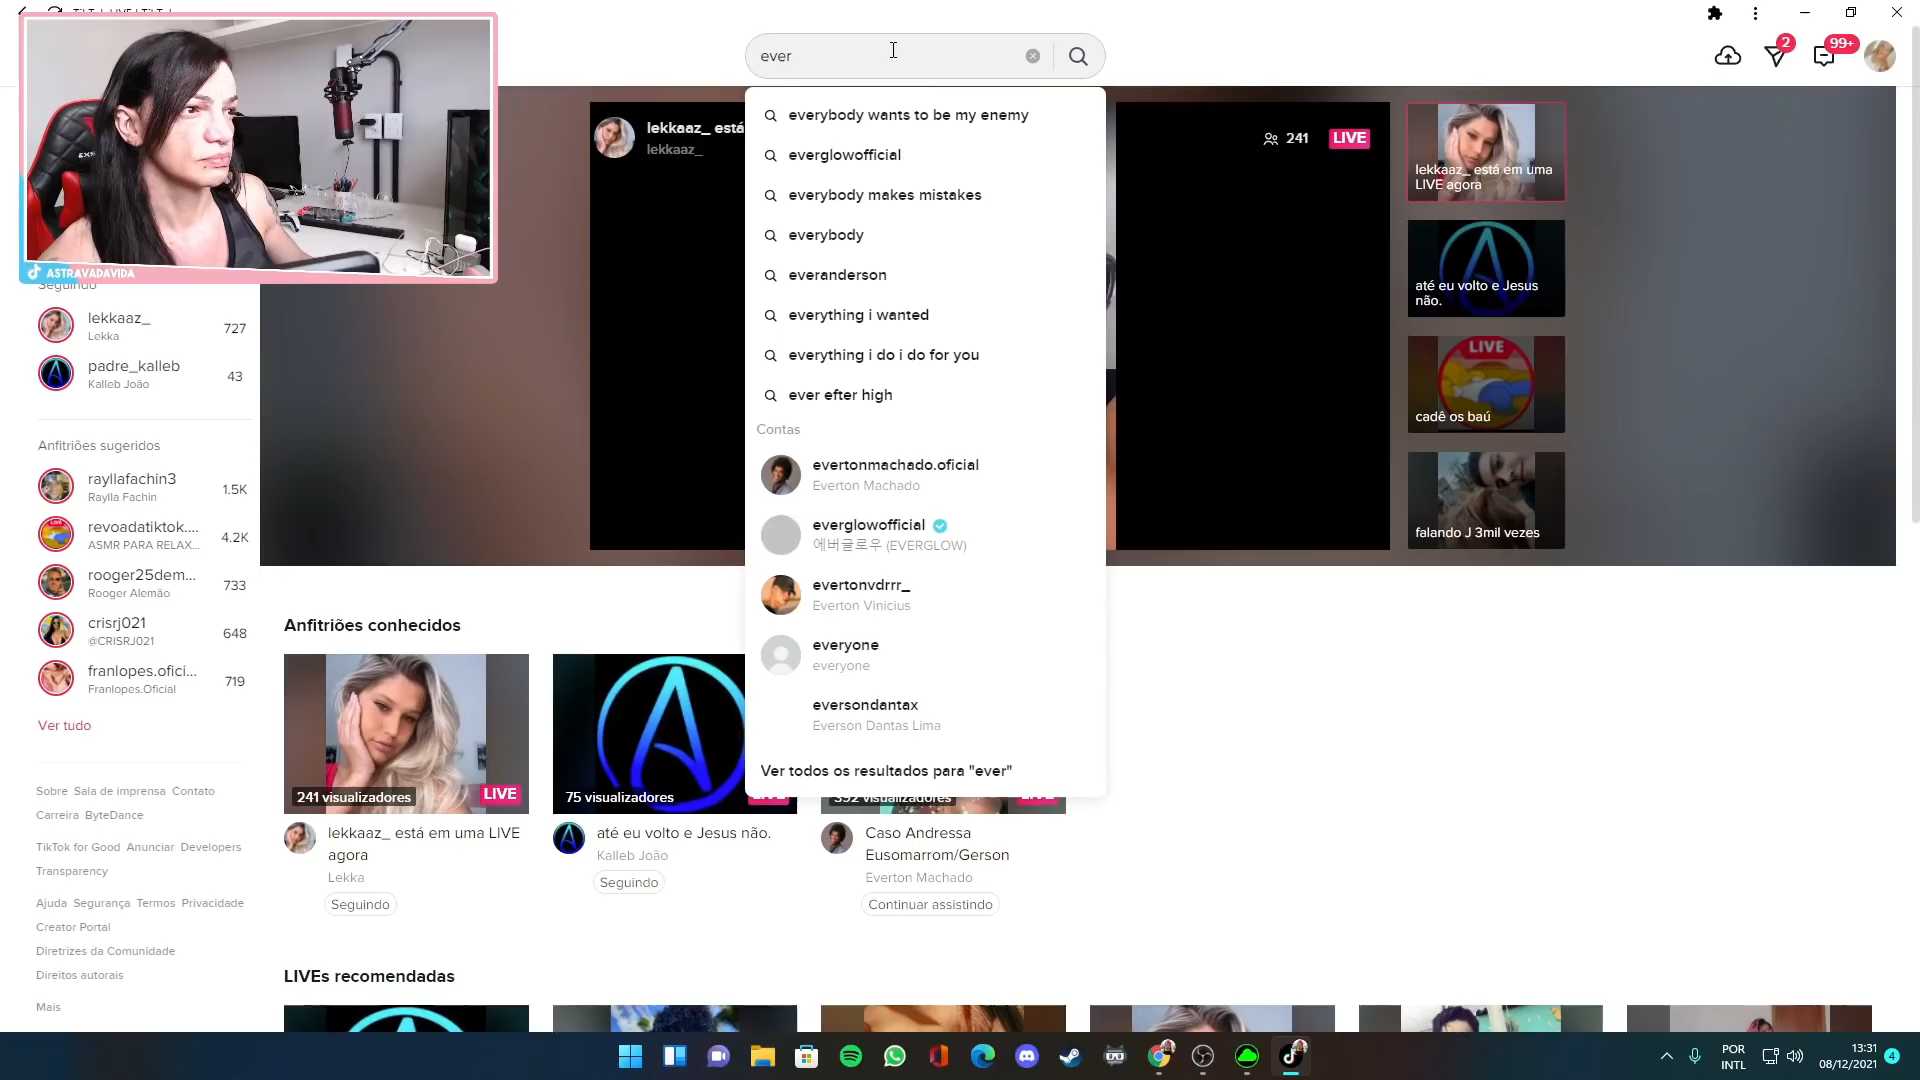 ever
ASTRAVADAVIDA
2
99+
everybody wants to be my enemy
everglowofficial
everybody makes mistakes
everybody
everanderson
everything i wanted
everything i do i do for you
ever efter high
Contas
evertonmachado.oficial
Everton Machado
everglowofficial
에버글로우 (EVERGLOW)
evertonvdrrr_
Everton Vinicius
everyone
everyone
eversondantax
Everson Dantas Lima
Ver todos os resultados para "ever"
lekkaaz_ está
lekkaaz_
241
LIVE
lekkaaz_ está em uma
LIVE agora
até eu volto e Jesus
não.
LIVE
cadê os baú
falando J 3mil vezes
Seguindo
lekkaaz_
Lekka
727
padre_kalleb
Kalleb João
43
Anfitriões sugeridos
rayllafachin3
Raylla Fachin
1.5K
revoadatiktok....
ASMR PARA RELAX...
4.2K
rooger25dem...
Rooger Alemão
733
crisrj021
@CRISRJ021
648
franlopes.ofici...
Franlopes.Oficial
719
Ver tudo
Sobre Sala de imprensa Contato
Carreira ByteDance
TikTok for Good Anunciar Developers
Transparency
Ajuda Segurança Termos Privacidade
Creator Portal
Diretrizes da Comunidade
Direitos autorais
Mais
Anfitriões conhecidos
241 visualizadores
LIVE
lekkaaz_ está em uma LIVE
agora
Lekka
Seguindo
75 visualizadores
até eu volto e Jesus não.
Kalleb João
Seguindo
392 visualizadores
Caso Andressa
Eusomarrom/Gerson
Everton Machado
Continuar assistindo
LIVEs recomendadas
POR
INTL
13:31
08/12/2021
4